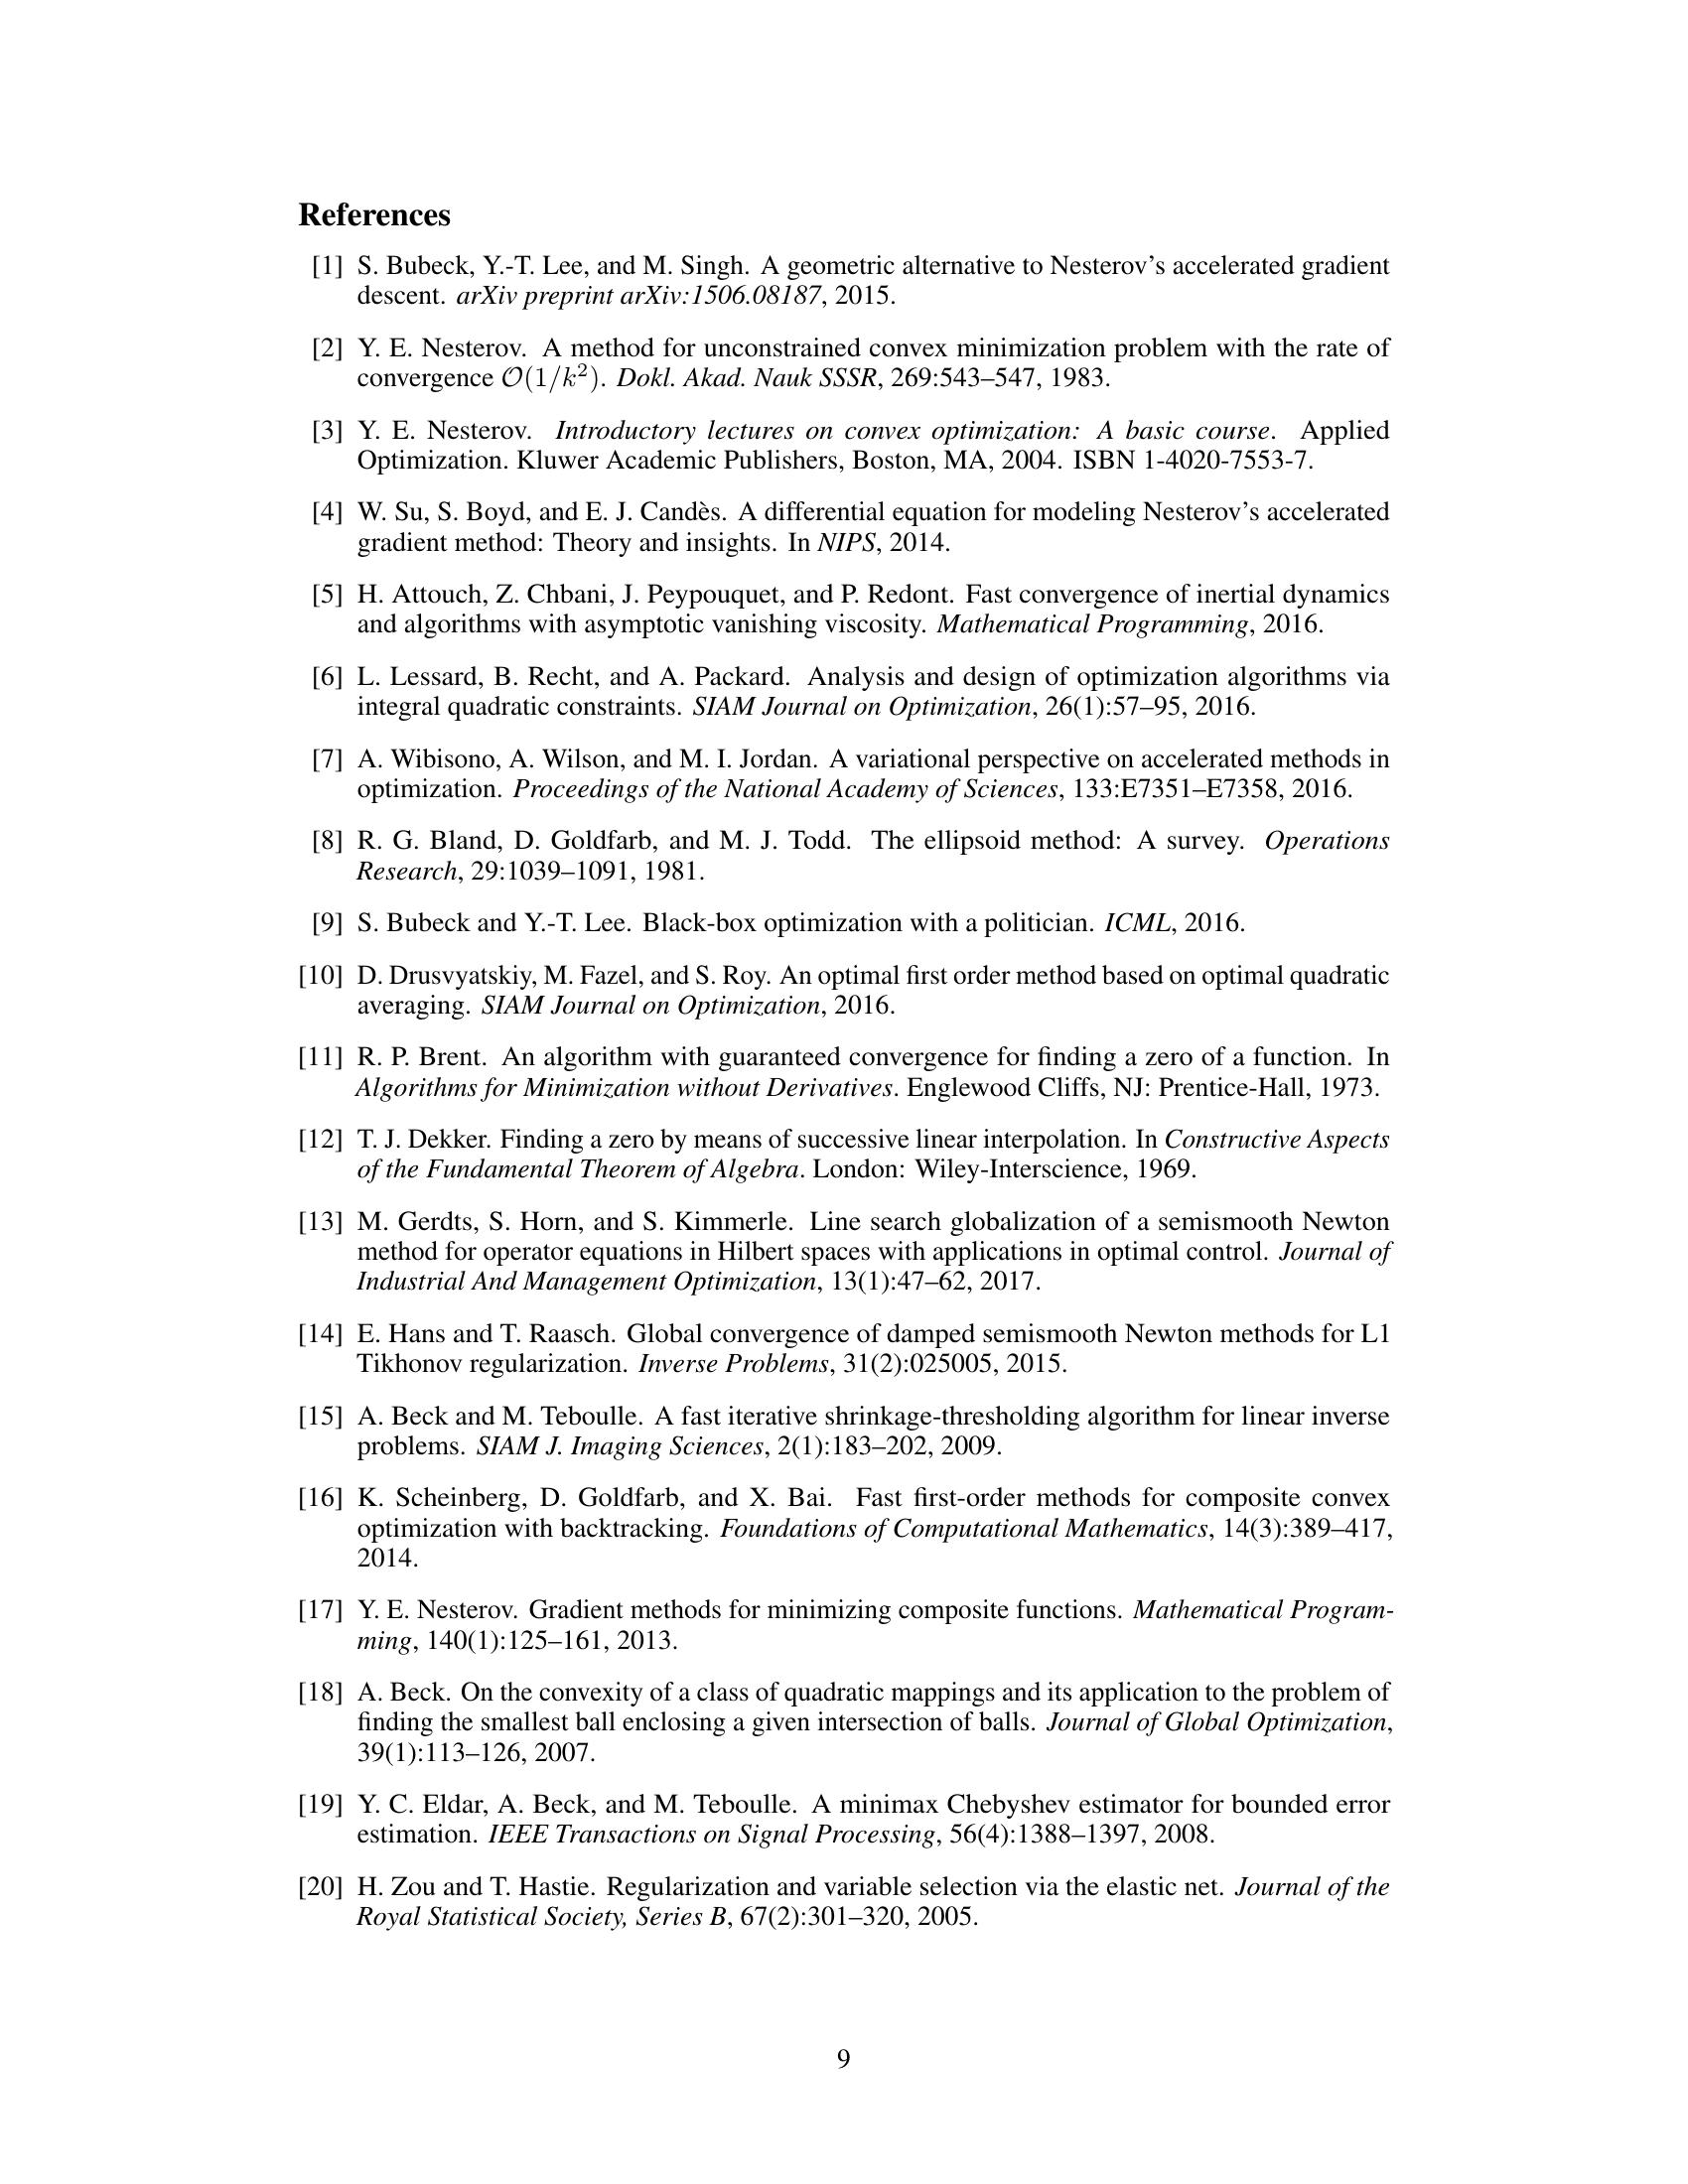 References
[1] S. Bubeck, Y.-T. Lee, and M. Singh. A geometric alternative to Nesterov's accelerated gradient
descent. arXiv preprint arXiv:1506.08187, 2015.
[2] Y. E. Nesterov. A method for unconstrained convex minimization problem with the rate of
convergence O(1/k²). Dokl. Akad. Nauk SSSR, 269:543–547, 1983.
[3] Y. E. Nesterov. Introductory lectures on convex optimization: A basic course. Applied
Optimization. Kluwer Academic Publishers, Boston, MA, 2004. ISBN 1-4020-7553-7.
[4] W. Su, S. Boyd, and E. J. Candès. A differential equation for modeling Nesterov's accelerated
gradient method: Theory and insights. In NIPS, 2014.
[5] H. Attouch, Z. Chbani, J. Peypouquet, and P. Redont. Fast convergence of inertial dynamics
and algorithms with asymptotic vanishing viscosity. Mathematical Programming, 2016.
[6] L. Lessard, B. Recht, and A. Packard. Analysis and design of optimization algorithms via
integral quadratic constraints. SIAM Journal on Optimization, 26(1):57–95, 2016.
[7] A. Wibisono, A. Wilson, and M. I. Jordan. A variational perspective on accelerated methods in
optimization. Proceedings of the National Academy of Sciences, 133:E7351–E7358, 2016.
[8] R. G. Bland, D. Goldfarb, and M. J. Todd. The ellipsoid method: A survey. Operations
Research, 29:1039–1091, 1981.
[9] S. Bubeck and Y.-T. Lee. Black-box optimization with a politician. ICML, 2016.
[10] D. Drusvyatskiy, M. Fazel, and S. Roy. An optimal first order method based on optimal quadratic
averaging. SIAM Journal on Optimization, 2016.
[11] R. P. Brent. An algorithm with guaranteed convergence for finding a zero of a function. In
Algorithms for Minimization without Derivatives. Englewood Cliffs, NJ: Prentice-Hall, 1973.
[12] T. J. Dekker. Finding a zero by means of successive linear interpolation. In Constructive Aspects
of the Fundamental Theorem of Algebra. London: Wiley-Interscience, 1969.
[13] M. Gerdts, S. Horn, and S. Kimmerle. Line search globalization of a semismooth Newton
method for operator equations in Hilbert spaces with applications in optimal control. Journal of
Industrial And Management Optimization, 13(1):47–62, 2017.
[14] E. Hans and T. Raasch. Global convergence of damped semismooth Newton methods for L1
Tikhonov regularization. Inverse Problems, 31(2):025005, 2015.
[15] A. Beck and M. Teboulle. A fast iterative shrinkage-thresholding algorithm for linear inverse
problems. SIAM J. Imaging Sciences, 2(1):183–202, 2009.
[16] K. Scheinberg, D. Goldfarb, and X. Bai. Fast first-order methods for composite convex
optimization with backtracking. Foundations of Computational Mathematics, 14(3):389–417,
2014.
[17] Y. E. Nesterov. Gradient methods for minimizing composite functions. Mathematical Program-
ming, 140(1):125–161, 2013.
[18] A. Beck. On the convexity of a class of quadratic mappings and its application to the problem of
finding the smallest ball enclosing a given intersection of balls. Journal of Global Optimization,
39(1):113–126, 2007.
[19] Y. C. Eldar, A. Beck, and M. Teboulle. A minimax Chebyshev estimator for bounded error
estimation. IEEE Transactions on Signal Processing, 56(4):1388–1397, 2008.
[20] H. Zou and T. Hastie. Regularization and variable selection via the elastic net. Journal of the
Royal Statistical Society, Series B, 67(2):301–320, 2005.
9